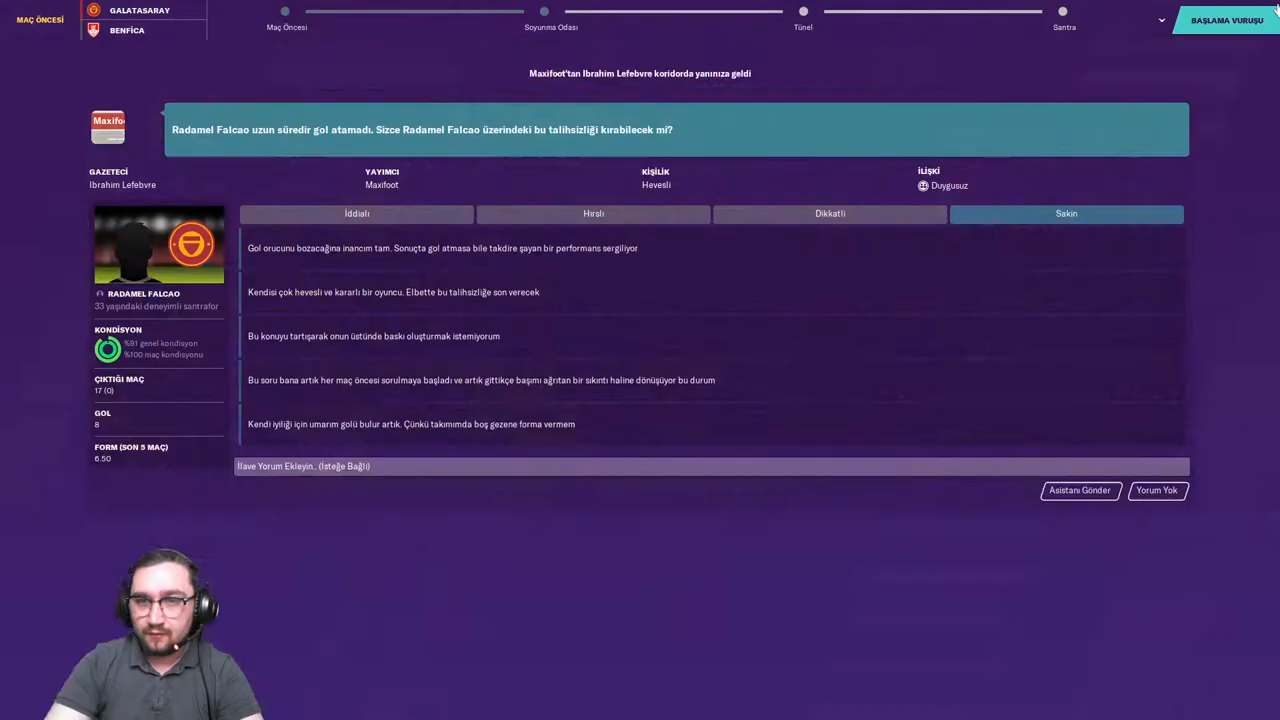 MAÇ ÖNCESİ
GALATASARAY
BENFİCA
Maç Öncesi
Soyunma Odası
Tünel
Santra
BAŞLAMA VURUŞU
Maxifoot'tan Ibrahim Lefebvre koridorda yanınıza geldi
Maxifo
Radamel Falcao uzun süredir gol atamadı. Sizce Radamel Falcao üzerindeki bu talihsizliği kırabilecek mi?
GAZETECİ
Ibrahim Lefebvre
YAYIMCI
Maxifoot
KİŞİLİK
Hevesli
İLİŞKİ
Duygusuz
İddialı
Hırslı
Dikkatli
Sakin
Gol orucunu bozacağına inancım tam. Sonuçta gol atmasa bile takdire şayan bir performans sergiliyor
Kendisi çok hevesli ve kararlı bir oyuncu. Elbette bu talihsizliğe son verecek
Bu konuyu tartışarak onun üstünde baskı oluşturmak istemiyorum
Bu soru bana artık her maç öncesi sorulmaya başladı ve artık gittikçe başımı ağrıtan bir sıkıntı haline dönüşüyor bu durum
Kendi iyiliği için umarım golü bulur artık. Çünkü takımımda boş gezene forma vermem
RADAMEL FALCAO
33 yaşındaki deneyimli santrafor
KONDİSYON
%91 genel kondisyon
%100 maç kondisyonu
ÇIKTIĞI MAÇ
17 (0)
GOL
8
FORM (SON 5 MAÇ)
6.50
İlave Yorum Ekleyin.. (İsteğe Bağlı)
Asistanı Gönder
Yorum Yok